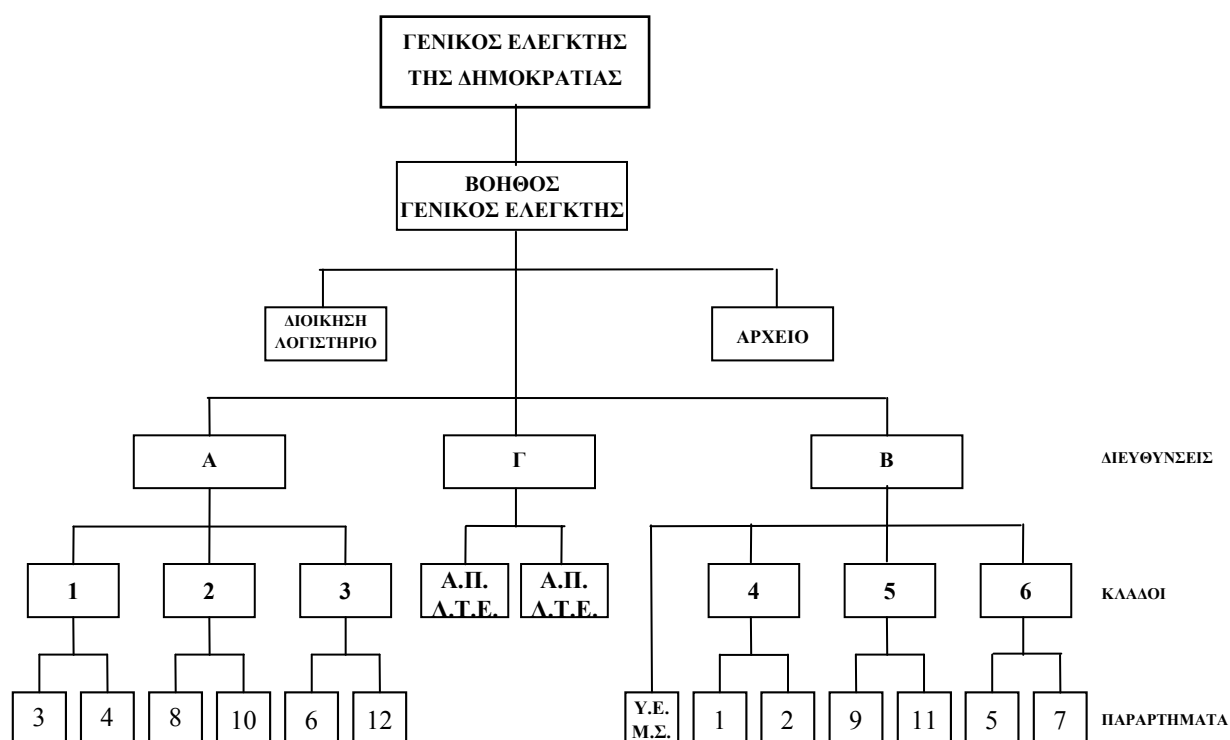 ΓΕΝΙΚΟΣ ΕΛΕΓΚΤΗΣ
ΤΗΣ ΔΗΜΟΚΡΑΤΙΑΣ
ΒΟΗΘΟΣ
ΓΕΝΙΚΟΣ ΕΛΕΓΚΤΗΣ
ΔΙΟΙΚΗΣΗ
ΛΟΓΙΣΤΗΡΙΟ
ΑΡΧΕΙΟ
Α
Γ
Β
ΔΙΕΥΘΥΝΣΕΙΣ
1
2
3
Α.Π.
Λ.Τ.Ε.
Α.Π.
Λ.Τ.Ε.
4
5
6
ΚΛΑΔΟΙ
3
4
8
10
6
12
Υ.Ε.
Μ.Σ.
1
2
9
11
5
7
ΠΑΡΑΡΤΗΜΑΤΑ